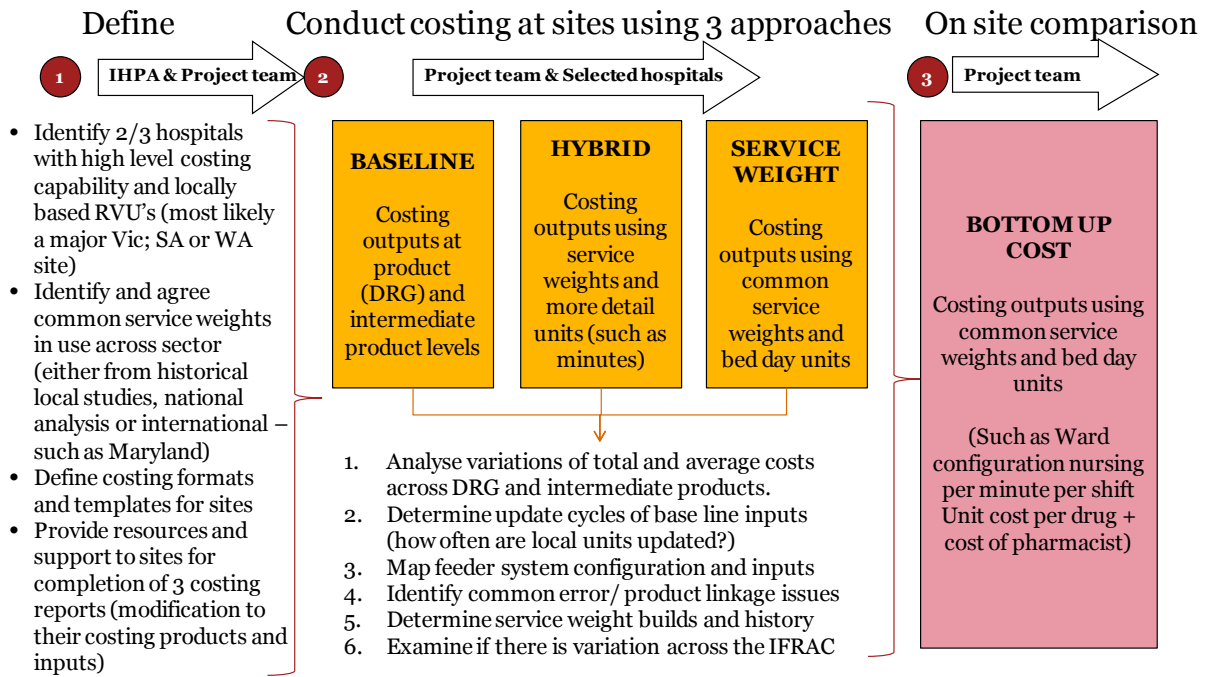 Define
Conduct costing at sites using 3 approaches
On site comparison
1
IHPA & Project team
2
Project team & Selected hospitals
3
Project team
• Identify 2/3 hospitals
with high level costing
capability and locally
based RVU's (most likely
a major Vic; SA or WA
site)
• Identify and agree
common service weights
in use across sector
(either from historical
local studies, national
analysis or international –
such as Maryland)
• Define costing formats
and templates for sites
• Provide resources and
support to sites for
completion of 3 costing
reports (modification to
their costing products and
inputs)
BASELINE
Costing
outputs at
product
(DRG) and
intermediate
product levels
HYBRID
Costing
outputs using
service
weights and
more detail
units (such as
minutes)
SERVICE
WEIGHT
Costing
outputs using
common
service
weights and
bed day units
1. Analyse variations of total and average costs
across DRG and intermediate products.
2. Determine update cycles of base line inputs
(how often are local units updated?)
3. Map feeder system configuration and inputs
4. Identify common error/ product linkage issues
5. Determine service weight builds and history
6. Examine if there is variation across the IFRAC
BOTTOM UP
COST
Costing outputs using
common service
weights and bed day
units
(Such as Ward
configuration nursing
per minute per shift
Unit cost per drug +
cost of pharmacist)